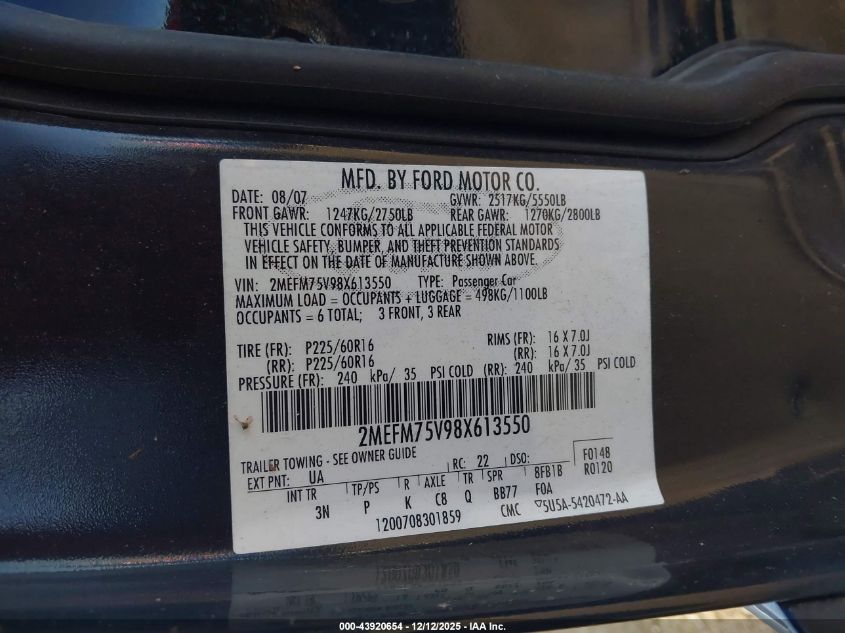 MFD. BY FORD MOTOR CO.
DATE: 08/07 GVWR: 2517KG/5550LB
FRONT GAWR: 1247KG/2750LB REAR GAWR: 1270KG/2800LB
THIS VEHICLE CONFORMS TO ALL APPLICABLE FEDERAL MOTOR
VEHICLE SAFETY, BUMPER, AND THEFT PREVENTION STANDARDS
IN EFFECT ON THE DATE OF MANUFACTURE SHOWN ABOVE.
VIN: 2MEFM75V98X613550 TYPE: Passenger Car
MAXIMUM LOAD = OCCUPANTS + LUGGAGE = 498KG/1100LB
OCCUPANTS = 6 TOTAL; 3 FRONT, 3 REAR
TIRE (FR): P225/60R16 RIMS (FR): 16 X 7.0J
(RR): P225/60R16 (RR): 16 X 7.0J
PRESSURE (FR): 240 kPa/ 35 PSI COLD (RR): 240 kPa/ 35 PSI COLD
2MEFM75V98X613550
TRAILER TOWING - SEE OWNER GUIDE
EXT PNT: UA RC: 22 DSO: F0148
8FB1B R0120
INT TR TP/PS R AXLE TR SPR F0A
3N P K C8 Q BB77
1200708301859 CMC ▽5U5A-5420472-AA
000-43920654 - 12/12/2025 - IAA Inc.